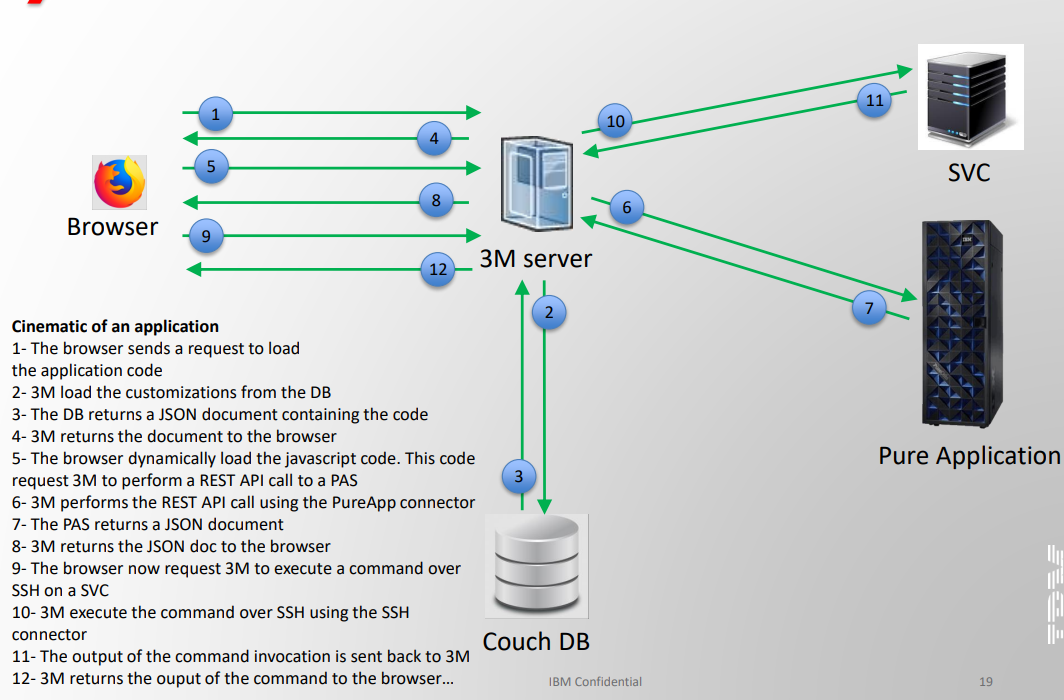 1
4
5
8
9
12
10
11
6
7
2
3
Browser
3M server
SVC
Pure Application
IBM
Couch DB
Cinematic of an application
1- The browser sends a request to load
the application code
2- 3M load the customizations from the DB
3- The DB returns a JSON document containing the code
4- 3M returns the document to the browser
5- The browser dynamically load the javascript code. This code
request 3M to perform a REST API call to a PAS
6- 3M performs the REST API call using the PureApp connector
7- The PAS returns a JSON document
8- 3M returns the JSON doc to the browser
9- The browser now request 3M to execute a command over
SSH on a SVC
10- 3M execute the command over SSH using the SSH
connector
11- The output of the command invocation is sent back to 3M
12- 3M returns the ouput of the command to the browser…
IBM Confidential
19
IBM